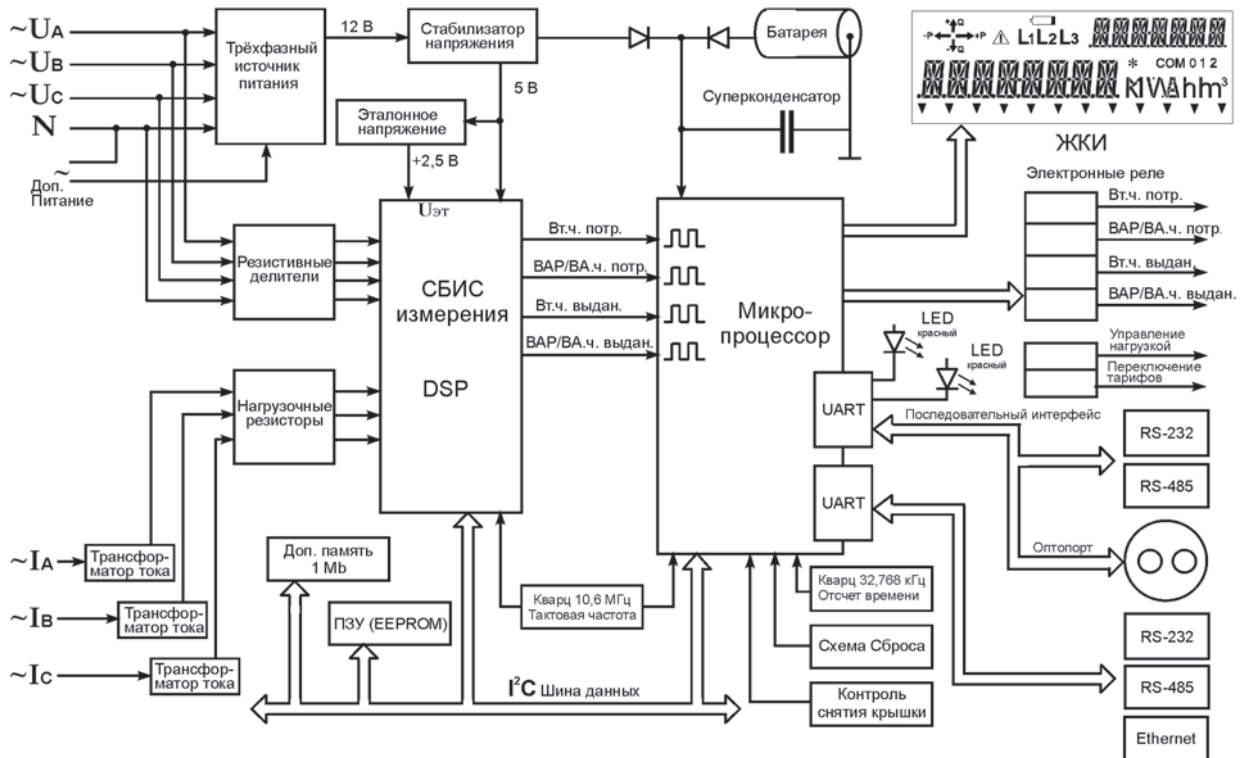 ~UA
~UB
~UC
N
~
Доп.
Питание
Трёхфазный
источник
питания
12 В
Стабилизатор
напряжения
5 В
Эталонное
напряжение
+2,5 В
Батарея
Суперконденсатор
+Q
-P +P
-Q
L1L2L3
* COM 0 1 2
ЖКИ
Электронные реле
Вт.ч. потр.
ВАР/ВА.ч. потр.
Вт.ч. выдан.
ВАР/ВА.ч. выдан.
Управление
нагрузкой
Переключение
тарифов
Резистивные
делители
Uэт
СБИС
измерения
DSP
Вт.ч. потр.
ВАР/ВА.ч. потр.
Вт.ч. выдан.
ВАР/ВА.ч. выдан.
Микро-
процессор
LED
красный
LED
красный
UART
UART
Последовательный интерфейс
RS-232
RS-485
Оптопорт
RS-232
RS-485
Ethernet
Нагрузочные
резисторы
~IA
Трансфор-
матор тока
~IB
Трансфор-
матор тока
~IC
Трансфор-
матор тока
Доп. память
1 Mb
ПЗУ (EEPROM)
Кварц 10,6 МГц
Тактовая частота
Кварц 32,768 кГц
Отсчет времени
Схема Сброса
Контроль
снятия крышки
I²C Шина данных